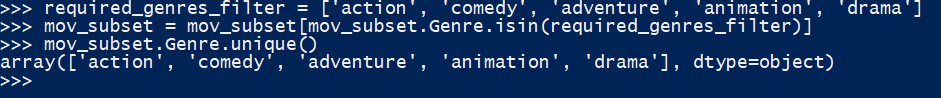 >>> required_genres_filter = ['action', 'comedy', 'adventure', 'animation', 'drama']
>>> mov_subset = mov_subset[mov_subset.Genre.isin(required_genres_filter)]
>>> mov_subset.Genre.unique()
array(['action', 'comedy', 'adventure', 'animation', 'drama'], dtype=object)
>>>